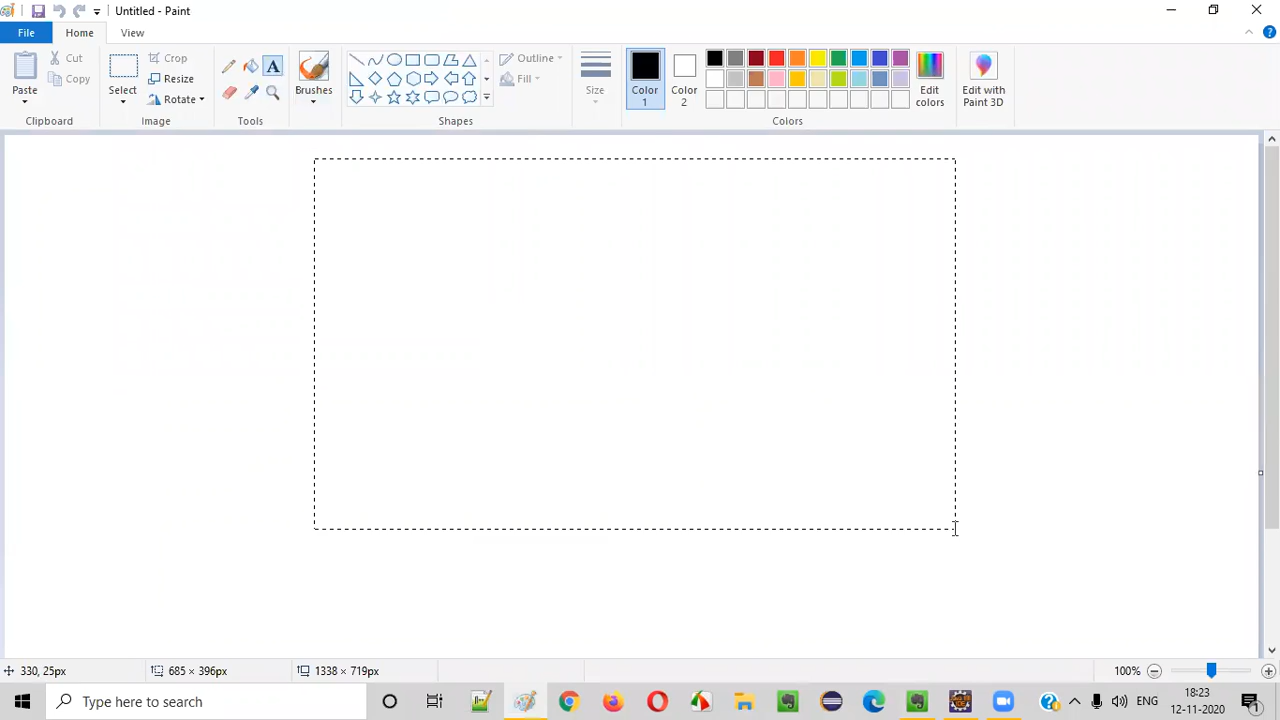 Untitled - Paint
File
Home
View
Paste
Cut
Copy
Clipboard
Select
Crop
Resize
Rotate
Image
A
Tools
Brushes
Outline
Fill
Shapes
Size
Color 1
Color 2
Edit colors
Colors
Edit with Paint 3D
330, 25px
685 × 396px
1338 × 719px
100%
Type here to search
ENG
18:23
12-11-2020
1